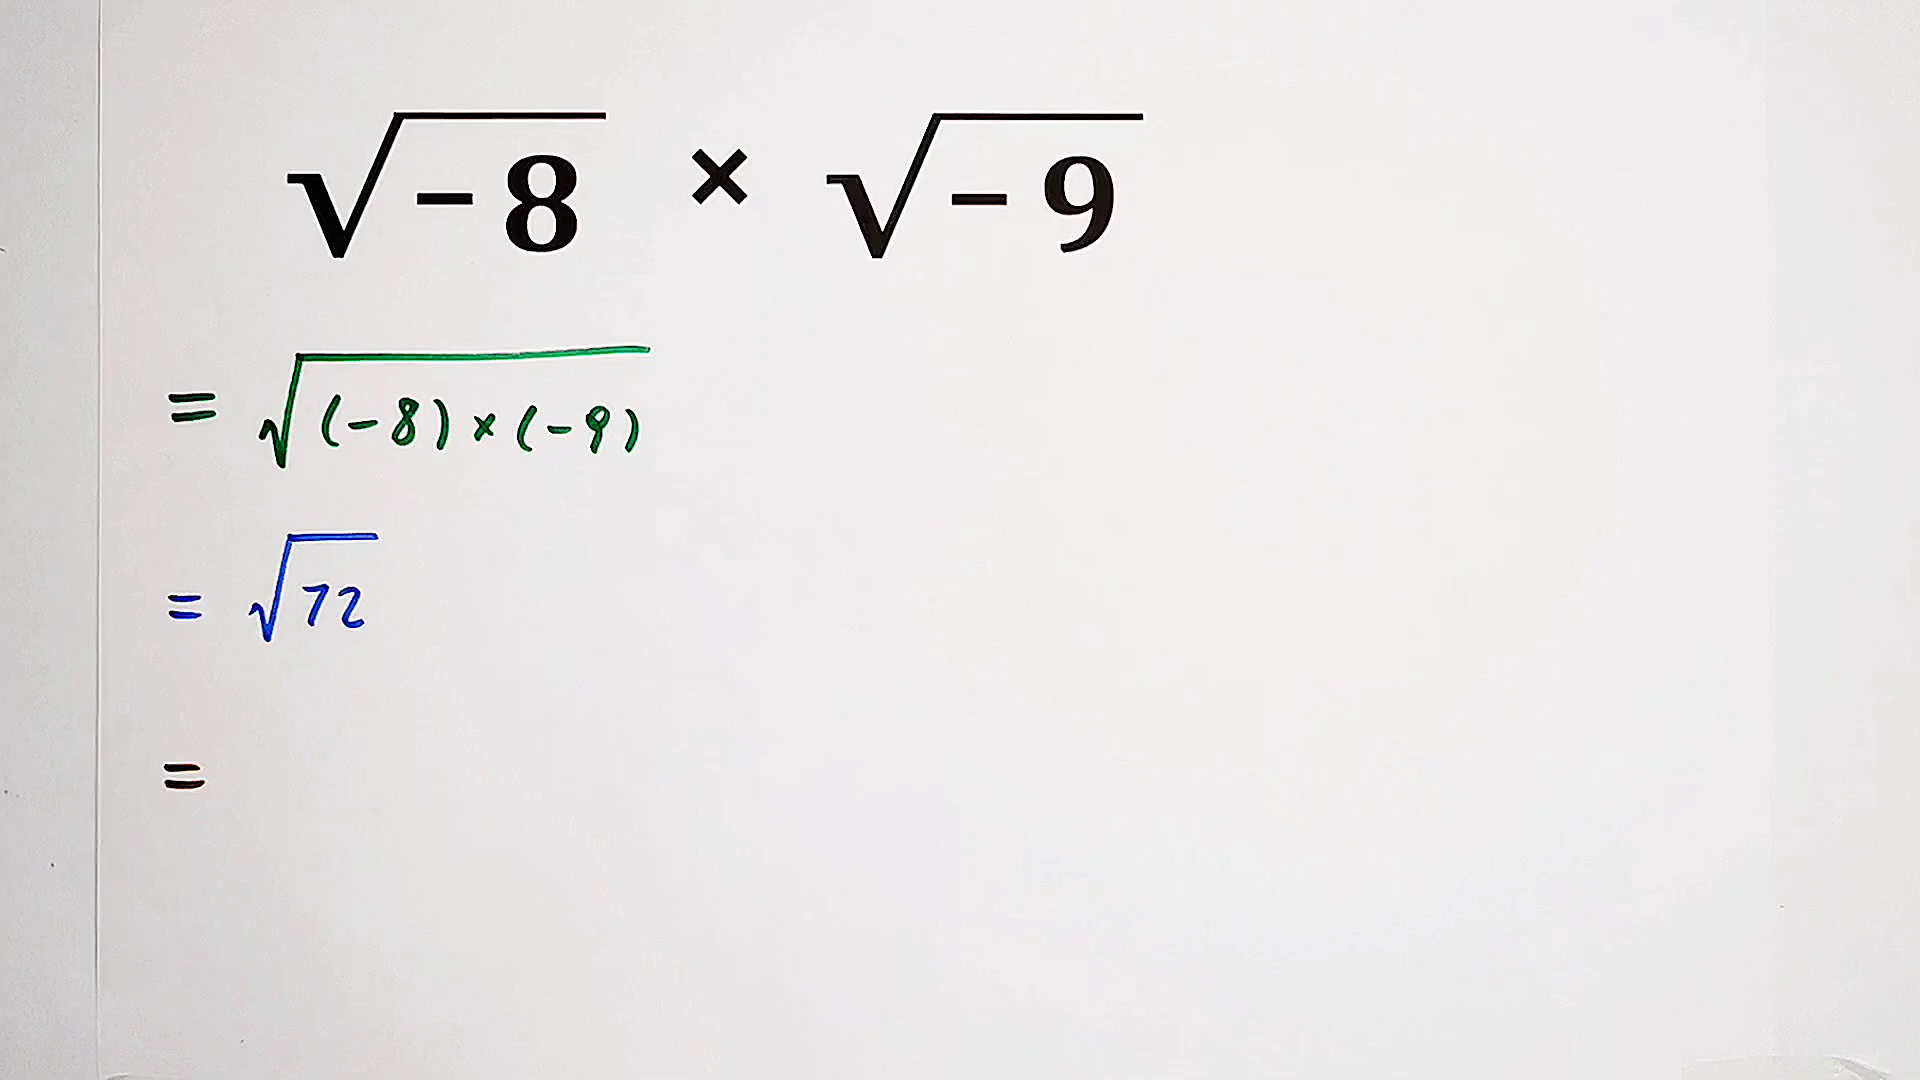 √-8 × √-9
= √(-8)×(-9)
= √72
=